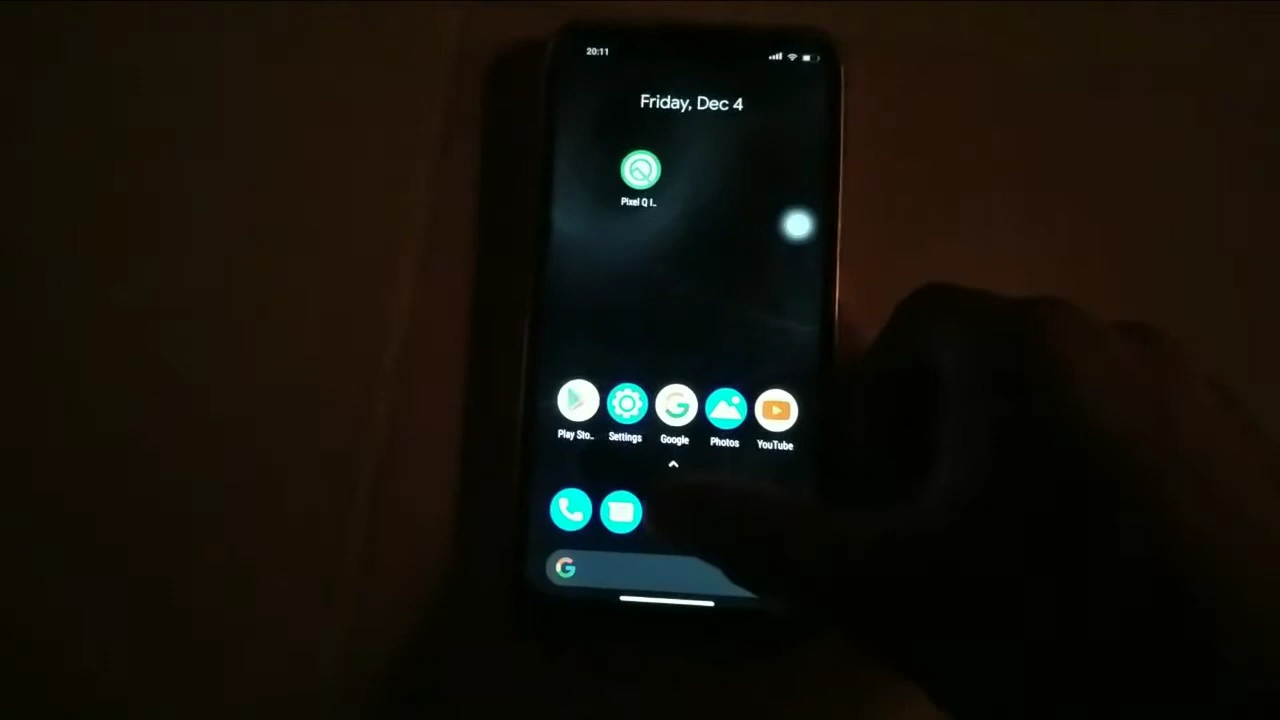 20:11
Friday, Dec 4
Pixel Q I..
Play Sto..
Settings
Google
Photos
YouTube